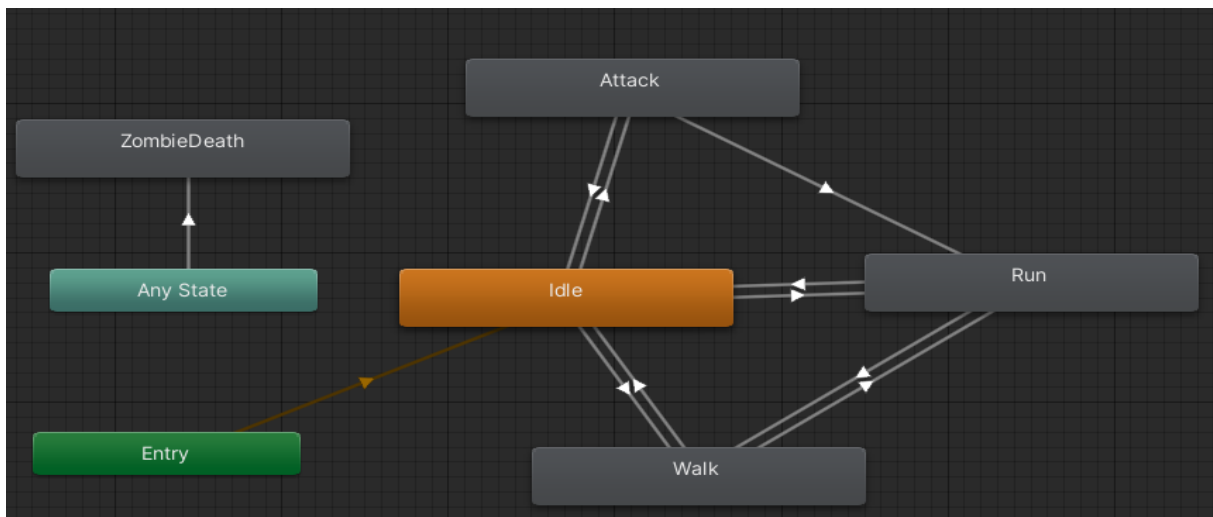 Attack
ZombieDeath
Any State
Idle
Run
Entry
Walk